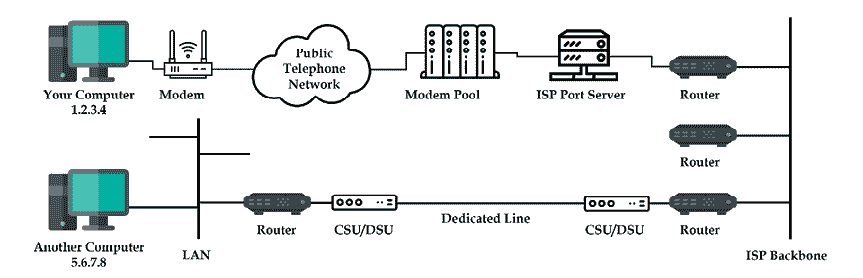 Public
Telephone
Network
Your Computer
1.2.3.4
Modem
Modem Pool
ISP Port Server
Router
Router
Another Computer
5.6.7.8
LAN
Router
CSU/DSU
Dedicated Line
CSU/DSU
Router
ISP Backbone